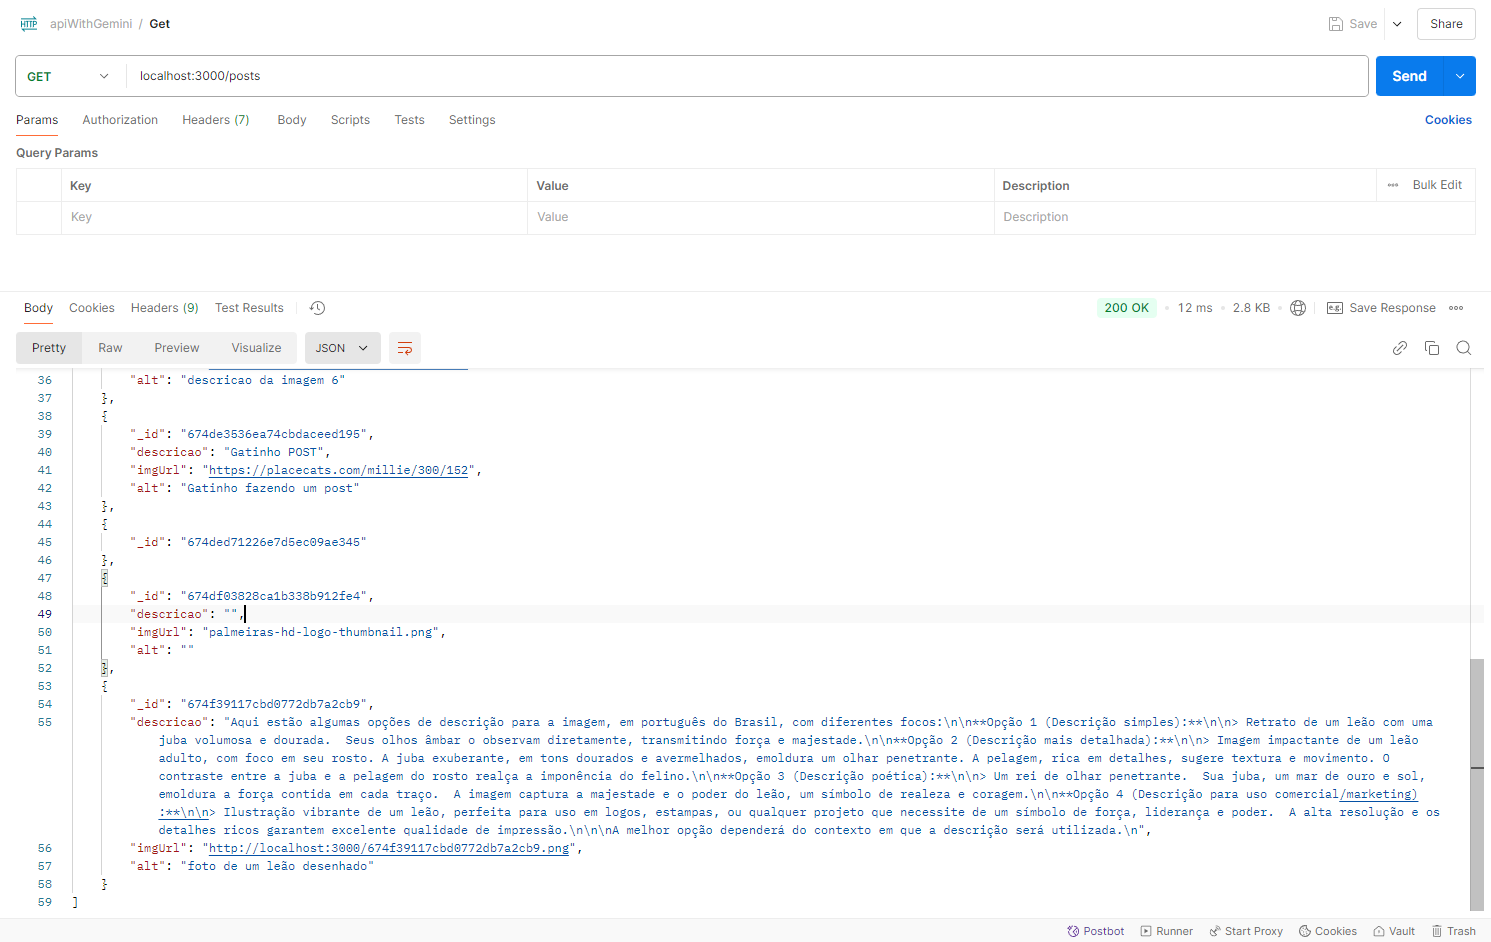 HTTP apiWithGemini / Get Save Share
GET localhost:3000/posts Send
Params Authorization Headers (7) Body Scripts Tests Settings Cookies
Query Params
Key Value Description Bulk Edit
Key Value Description
Body Cookies Headers (9) Test Results 200 OK • 12 ms • 2.8 KB • e.g. Save Response
Pretty Raw Preview Visualize JSON
36 "alt": "descricao da imagem 6"
37 },
38 {
39 "_id": "674de3536ea74cbdaceed195",
40 "descricao": "Gatinho POST",
41 "imgUrl": "https://placecats.com/millie/300/152",
42 "alt": "Gatinho fazendo um post"
43 },
44 {
45 "_id": "674ded71226e7d5ec09ae345"
46 },
47 {
48 "_id": "674df03828ca1b338b912fe4",
49 "descricao": "",
50 "imgUrl": "palmeiras-hd-logo-thumbnail.png",
51 "alt": ""
52 },
53 {
54 "_id": "674f39117cbd0772db7a2cb9",
55 "descricao": "Aqui estão algumas opções de descrição para a imagem, em português do Brasil, com diferentes focos:\n\n**Opção 1 (Descrição simples):**\n\n> Retrato de um leão com uma
juba volumosa e dourada.  Seus olhos âmbar o observam diretamente, transmitindo força e majestade.\n\n**Opção 2 (Descrição mais detalhada):**\n\n> Imagem impactante de um leão
adulto, com foco em seu rosto. A juba exuberante, em tons dourados e avermelhados, emoldura um olhar penetrante. A pelagem, rica em detalhes, sugere textura e movimento. O
contraste entre a juba e a pelagem do rosto realça a imponência do felino.\n\n**Opção 3 (Descrição poética):**\n\n> Um rei de olhar penetrante.  Sua juba, um mar de ouro e sol,
emoldura a força contida em cada traço.  A imagem captura a majestade e o poder do leão, um símbolo de realeza e coragem.\n\n**Opção 4 (Descrição para uso comercial/marketing)
:**\n\n> Ilustração vibrante de um leão, perfeita para uso em logos, estampas, ou qualquer projeto que necessite de um símbolo de força, liderança e poder.  A alta resolução e os
detalhes ricos garantem excelente qualidade de impressão.\n\n\nA melhor opção dependerá do contexto em que a descrição será utilizada.\n",
56 "imgUrl": "http://localhost:3000/674f39117cbd0772db7a2cb9.png",
57 "alt": "foto de um leão desenhado"
58 }
59 ]
Postbot Runner Start Proxy Cookies Vault Trash